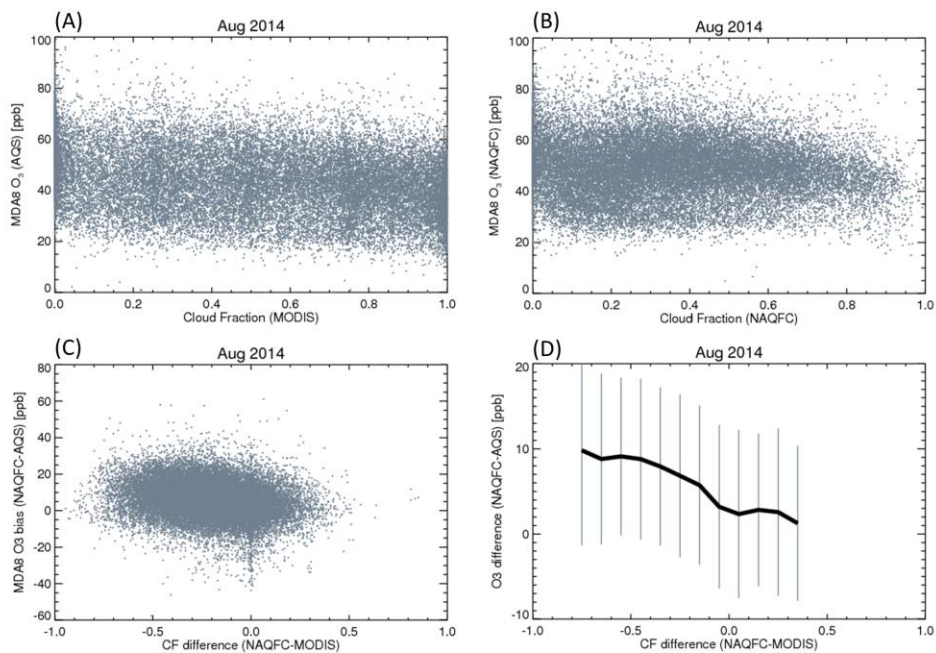 (A)
Aug 2014
MDA8 O₃ (AQS) [ppb]
100
80
60
40
20
0
0.0 0.2 0.4 0.6 0.8 1.0
Cloud Fraction (MODIS)
(B)
Aug 2014
MDA8 O₃ (NAQFC) [ppb]
100
80
60
40
20
0
0.0 0.2 0.4 0.6 0.8 1.0
Cloud Fraction (NAQFC)
(C)
Aug 2014
MDA8 O3 bias (NAQFC-AQS) [ppb]
80
60
40
20
0
-20
-40
-60
-1.0 -0.5 0.0 0.5 1.0
CF difference (NAQFC-MODIS)
(D)
Aug 2014
O3 difference (NAQFC-AQS) [ppb]
20
10
0
-10
-1.0 -0.5 0.0 0.5 1.0
CF difference (NAQFC-MODIS)